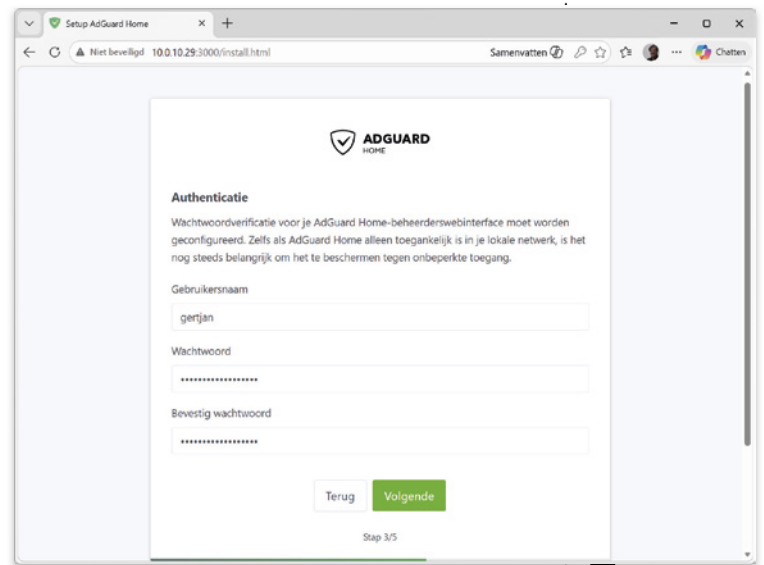 Setup AdGuard Home
Niet beveiligd 10.0.10.29:3000/install.html Samenvatten Chatten
ADGUARD
HOME
Authenticatie
Wachtwoordverificatie voor je AdGuard Home-beheerderswebinterface moet worden
geconfigureerd. Zelfs als AdGuard Home alleen toegankelijk is in je lokale netwerk, is het
nog steeds belangrijk om het te beschermen tegen onbeperkte toegang.
Gebruikersnaam
gertjan
Wachtwoord
••••••••••••••••••
Bevestig wachtwoord
••••••••••••••••••
Terug Volgende
Stap 3/5